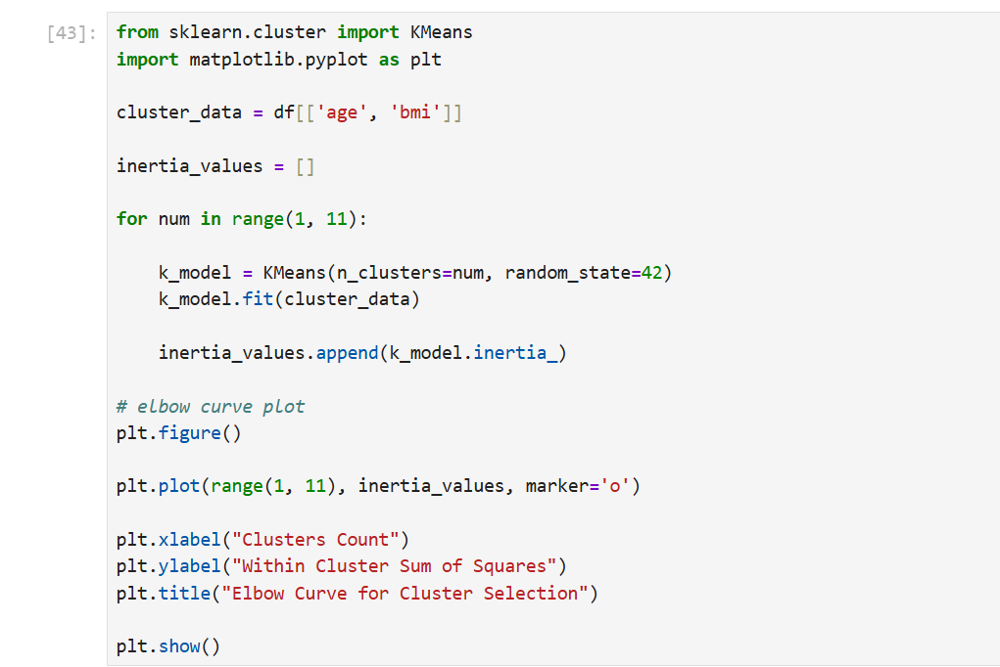 [43]: from sklearn.cluster import KMeans
import matplotlib.pyplot as plt
cluster_data = df[['age', 'bmi']]
inertia_values = []
for num in range(1, 11):
    k_model = KMeans(n_clusters=num, random_state=42)
    k_model.fit(cluster_data)
    inertia_values.append(k_model.inertia_)
# elbow curve plot
plt.figure()
plt.plot(range(1, 11), inertia_values, marker='o')
plt.xlabel("Clusters Count")
plt.ylabel("Within Cluster Sum of Squares")
plt.title("Elbow Curve for Cluster Selection")
plt.show()